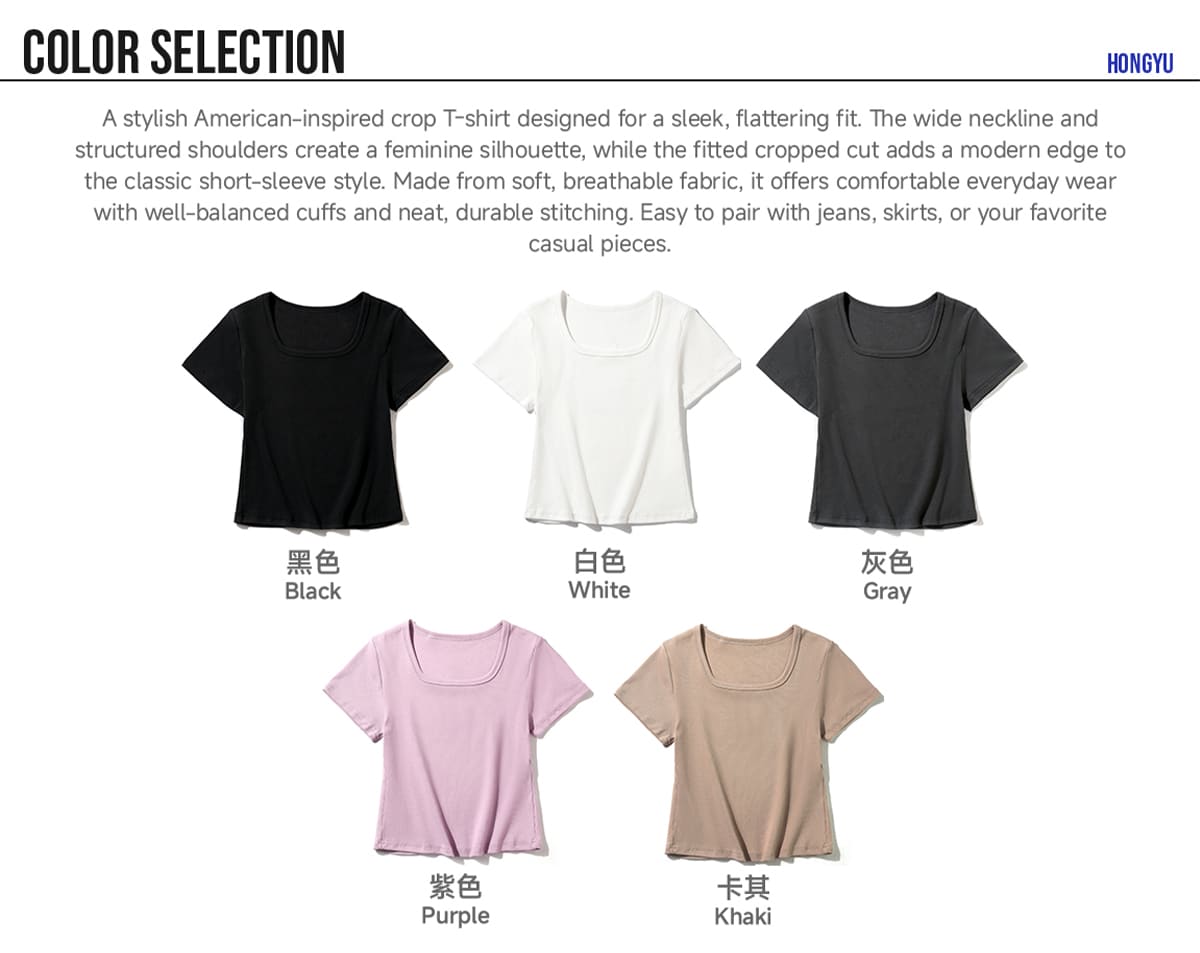 COLOR SELECTION
HONGYU
A stylish American-inspired crop T-shirt designed for a sleek, flattering fit. The wide neckline and
structured shoulders create a feminine silhouette, while the fitted cropped cut adds a modern edge to
the classic short-sleeve style. Made from soft, breathable fabric, it offers comfortable everyday wear
with well-balanced cuffs and neat, durable stitching. Easy to pair with jeans, skirts, or your favorite
casual pieces.
黑色
Black
白色
White
灰色
Gray
紫色
Purple
卡其
Khaki